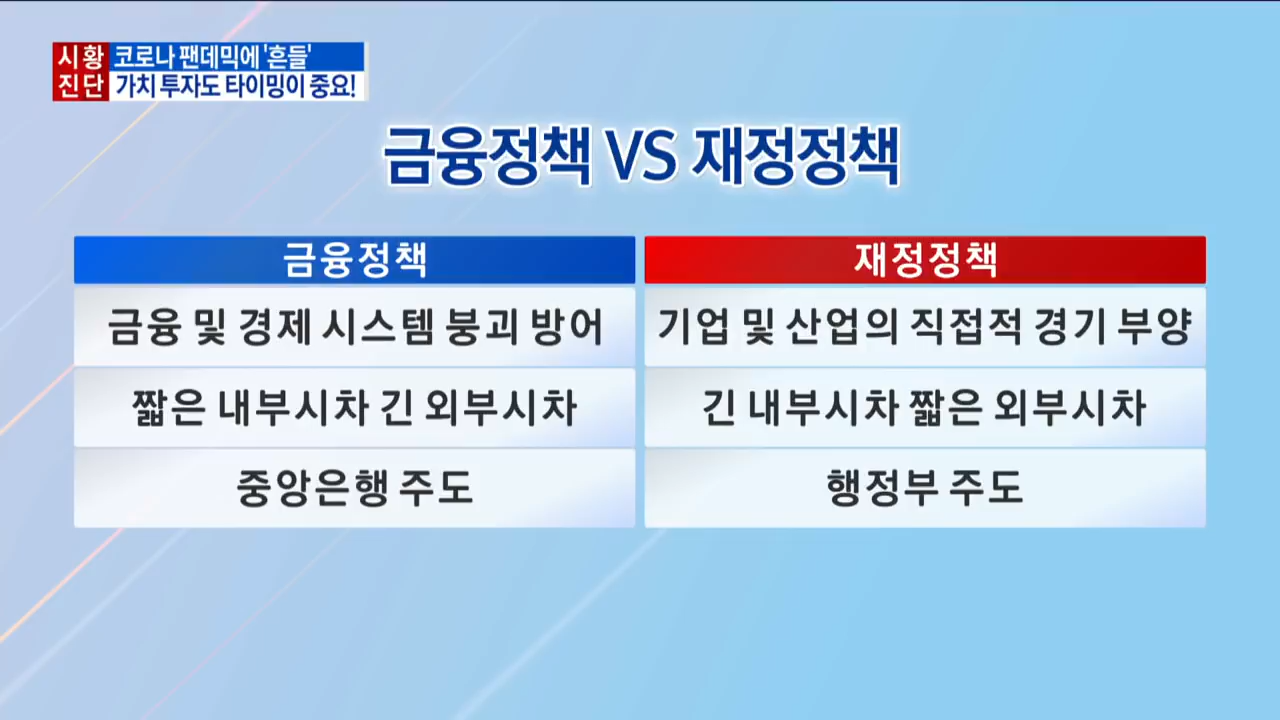 시황
진단
코로나 팬데믹에 '흔들'
가치 투자도 타이밍이 중요!
금융정책 VS 재정정책
금융정책
재정정책
금융 및 경제 시스템 붕괴 방어
기업 및 산업의 직접적 경기 부양
짧은 내부시차 긴 외부시차
긴 내부시차 짧은 외부시차
중앙은행 주도
행정부 주도